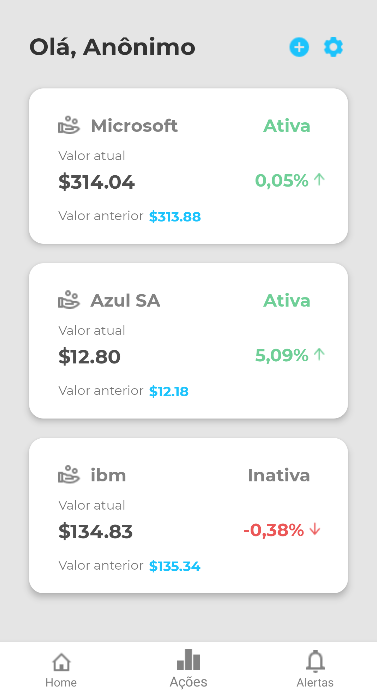 Olá, Anônimo
Microsoft Ativa
Valor atual
$314.04 0,05%
Valor anterior $313.88
Azul SA Ativa
Valor atual
$12.80 5,09%
Valor anterior $12.18
ibm Inativa
Valor atual
$134.83 -0,38%
Valor anterior $135.34
Home Ações Alertas